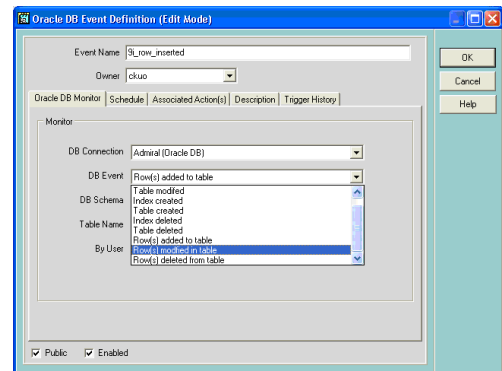 Oracle DB Event Definition (Edit Mode)
Event Name 9i_row_inserted
Owner ckuo
OK
Cancel
Help
Oracle DB Monitor Schedule Associated Action(s) Description Trigger History
Monitor
DB Connection Admiral (Oracle DB)
DB Event Row(s) added to table
DB Schema
Table Name
By User
Table modifed
Index created
Table created
Index deleted
Table deleted
Row(s) added to table
Row(s) modfied in table
Row(s) deleted from table
Public Enabled